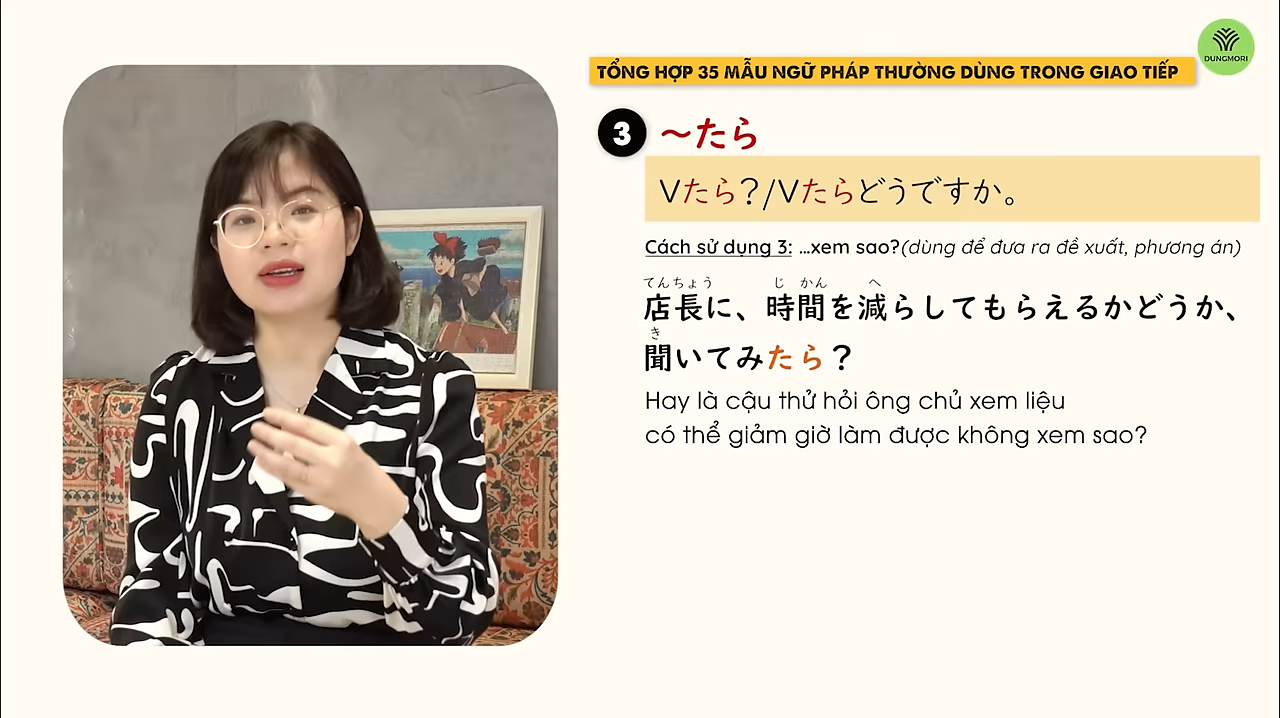 DUNGMORI
TỔNG HỢP 35 MẪU NGỮ PHÁP THƯỜNG DÙNG TRONG GIAO TIẾP
3 ～たら
Vたら？/Vたらどうですか。
Cách sử dụng 3: ...xem sao?(dùng để đưa ra đề xuất, phương án)
てんちょう じ かん へ
店長に、時間を減らしてもらえるかどうか、
き
聞いてみたら？
Hay là cậu thử hỏi ông chủ xem liệu
có thể giảm giờ làm được không xem sao?